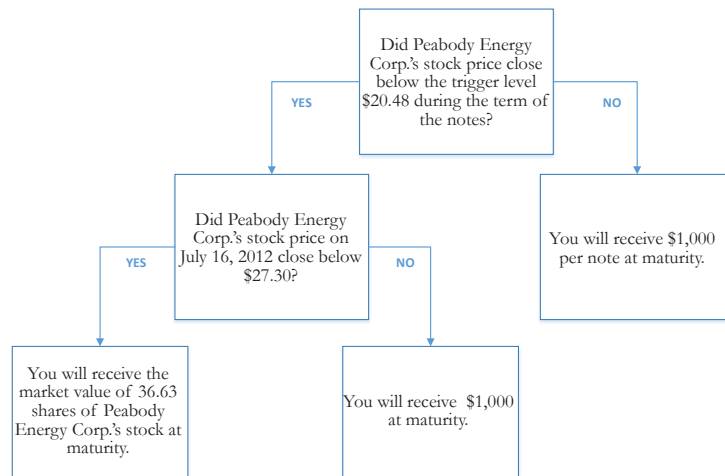 Did Peabody Energy
Corp.'s stock price close
below the trigger level
$20.48 during the term of
the notes?
YES
NO
Did Peabody Energy
Corp.'s stock price on
July 16, 2012 close below
$27.30?
You will receive $1,000
per note at maturity.
YES
NO
You will receive the
market value of 36.63
shares of Peabody
Energy Corp.'s stock at
maturity.
You will receive $1,000
at maturity.